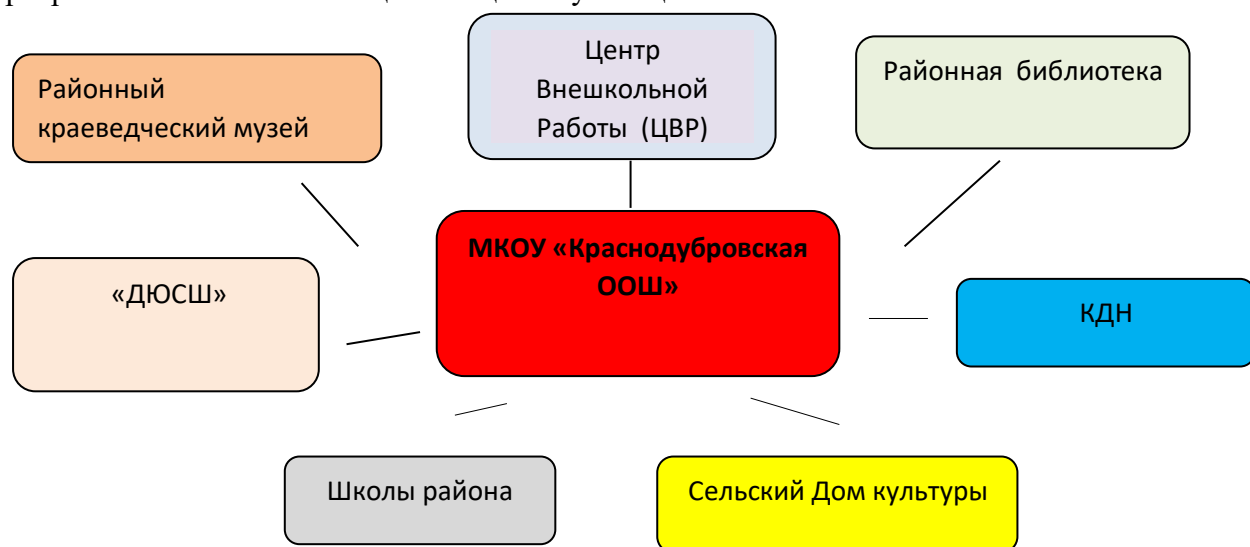 Центр
Внешкольной
Работы (ЦВР)
Районный
краеведческий музей
Районная библиотека
МКОУ «Краснодубровская
ООШ»
«ДЮСШ»
КДН
Школы района
Сельский Дом культуры